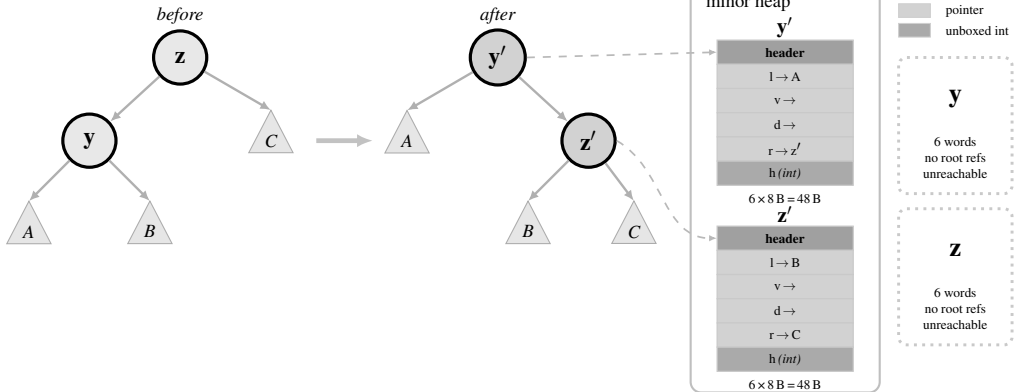 before
z
y
C
A
B
after
y′
A
z′
B
C
minor heap
y′
header
l → A
v →
d →
r → z′
h (int)
6 × 8 B = 48 B
z′
header
l → B
v →
d →
r → C
h (int)
6 × 8 B = 48 B
pointer
unboxed int
y
6 words
no root refs
unreachable
z
6 words
no root refs
unreachable